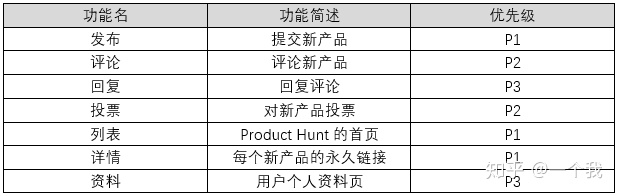 功能名 功能简述 优先级
发布 提交新产品 P1
评论 评论新产品 P2
回复 回复评论 P3
投票 对新产品投票 P2
列表 Product Hunt 的首页 P1
详情 每个新产品的永久链接 P1
资料 用户个人资料页 P3
知乎 @一个我